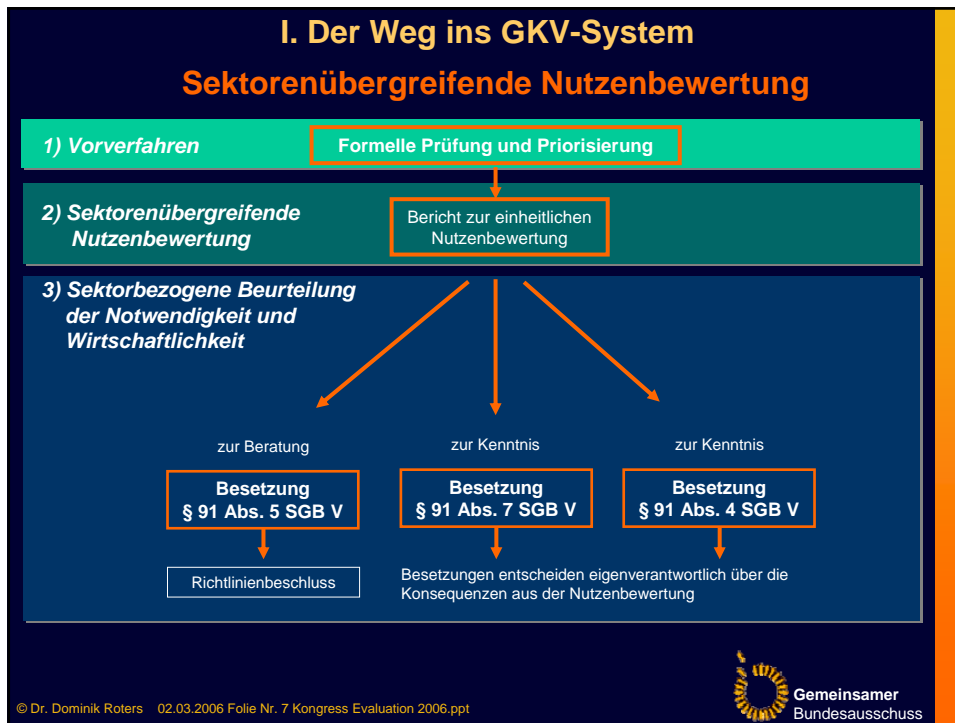 I. Der Weg ins GKV-System
Sektorenübergreifende Nutzenbewertung
1) Vorverfahren
Formelle Prüfung und Priorisierung
2) Sektorenübergreifende
Nutzenbewertung
Bericht zur einheitlichen
Nutzenbewertung
3) Sektorbezogene Beurteilung
der Notwendigkeit und
Wirtschaftlichkeit
zur Beratung
Besetzung
§ 91 Abs. 5 SGB V
Richtlinienbeschluss
zur Kenntnis
Besetzung
§ 91 Abs. 7 SGB V
zur Kenntnis
Besetzung
§ 91 Abs. 4 SGB V
Besetzungen entscheiden eigenverantwortlich über die
Konsequenzen aus der Nutzenbewertung
© Dr. Dominik Roters 02.03.2006 Folie Nr. 7 Kongress Evaluation 2006.ppt
Gemeinsamer
Bundesausschuss